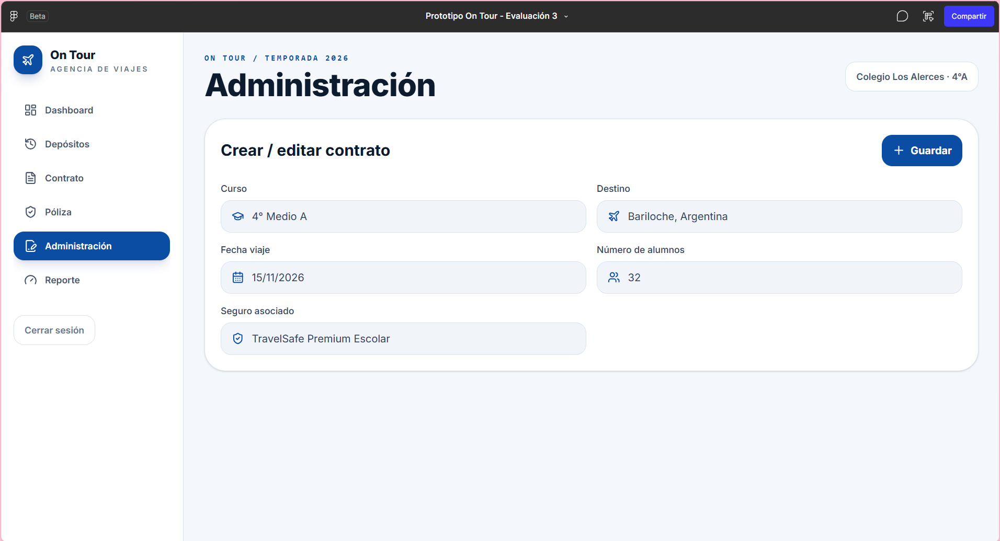 Beta
Prototipo On Tour - Evaluación 3
Compartir
On Tour
AGENCIA DE VIAJES
Dashboard
Depósitos
Contrato
Póliza
Administración
Reporte
Cerrar sesión
ON TOUR / TEMPORADA 2026
Administración
Colegio Los Alerces · 4°A
Crear / editar contrato
Guardar
Curso
4° Medio A
Destino
Bariloche, Argentina
Fecha viaje
15/11/2026
Número de alumnos
32
Seguro asociado
TravelSafe Premium Escolar